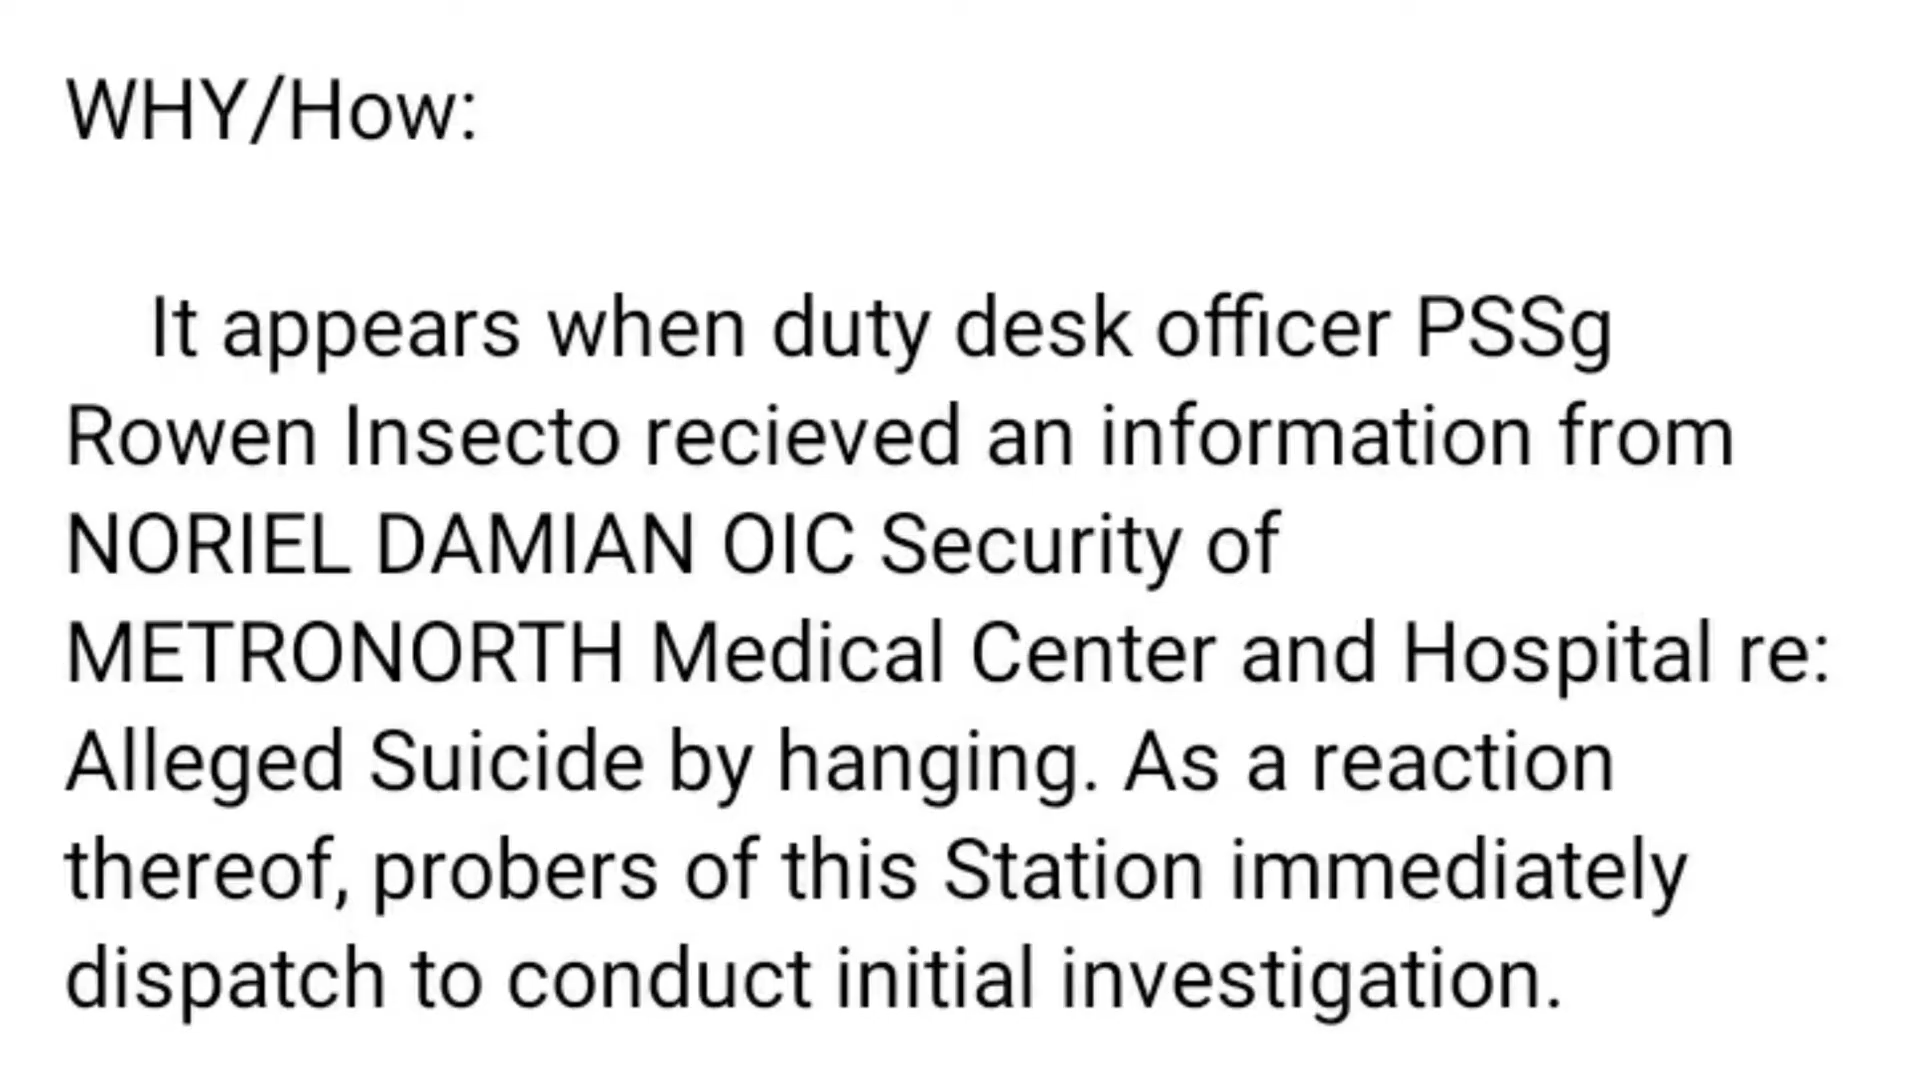 WHY/How:
It appears when duty desk officer PSSg
Rowen Insecto recieved an information from
NORIEL DAMIAN OIC Security of
METRONORTH Medical Center and Hospital re:
Alleged Suicide by hanging. As a reaction
thereof, probers of this Station immediately
dispatch to conduct initial investigation.